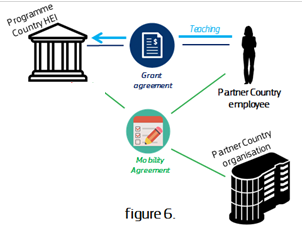 Programme
Country HEI
Teaching
Grant
agreement
Partner Country
employee
Mobility
Agreement
Partner Country
organisation
figure 6.